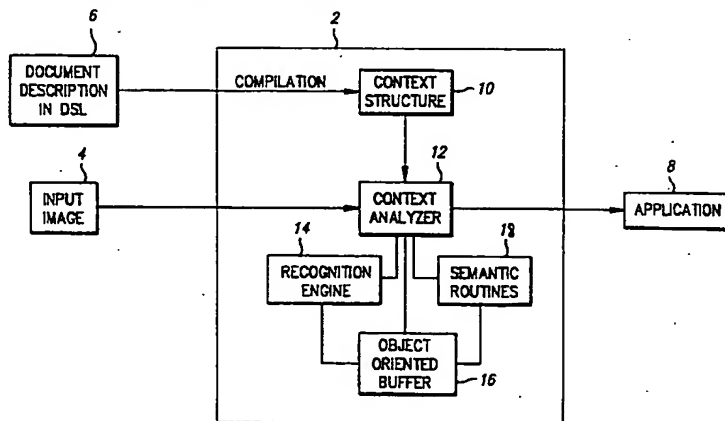 6
2
DOCUMENT
DESCRIPTION
IN DSL
COMPILATION
CONTEXT
STRUCTURE
10
4
12
8
INPUT
IMAGE
CONTEXT
ANALYZER
APPLICATION
14
18
RECOGNITION
ENGINE
SEMANTIC
ROUTINES
OBJECT
ORIENTED
BUFFER
16